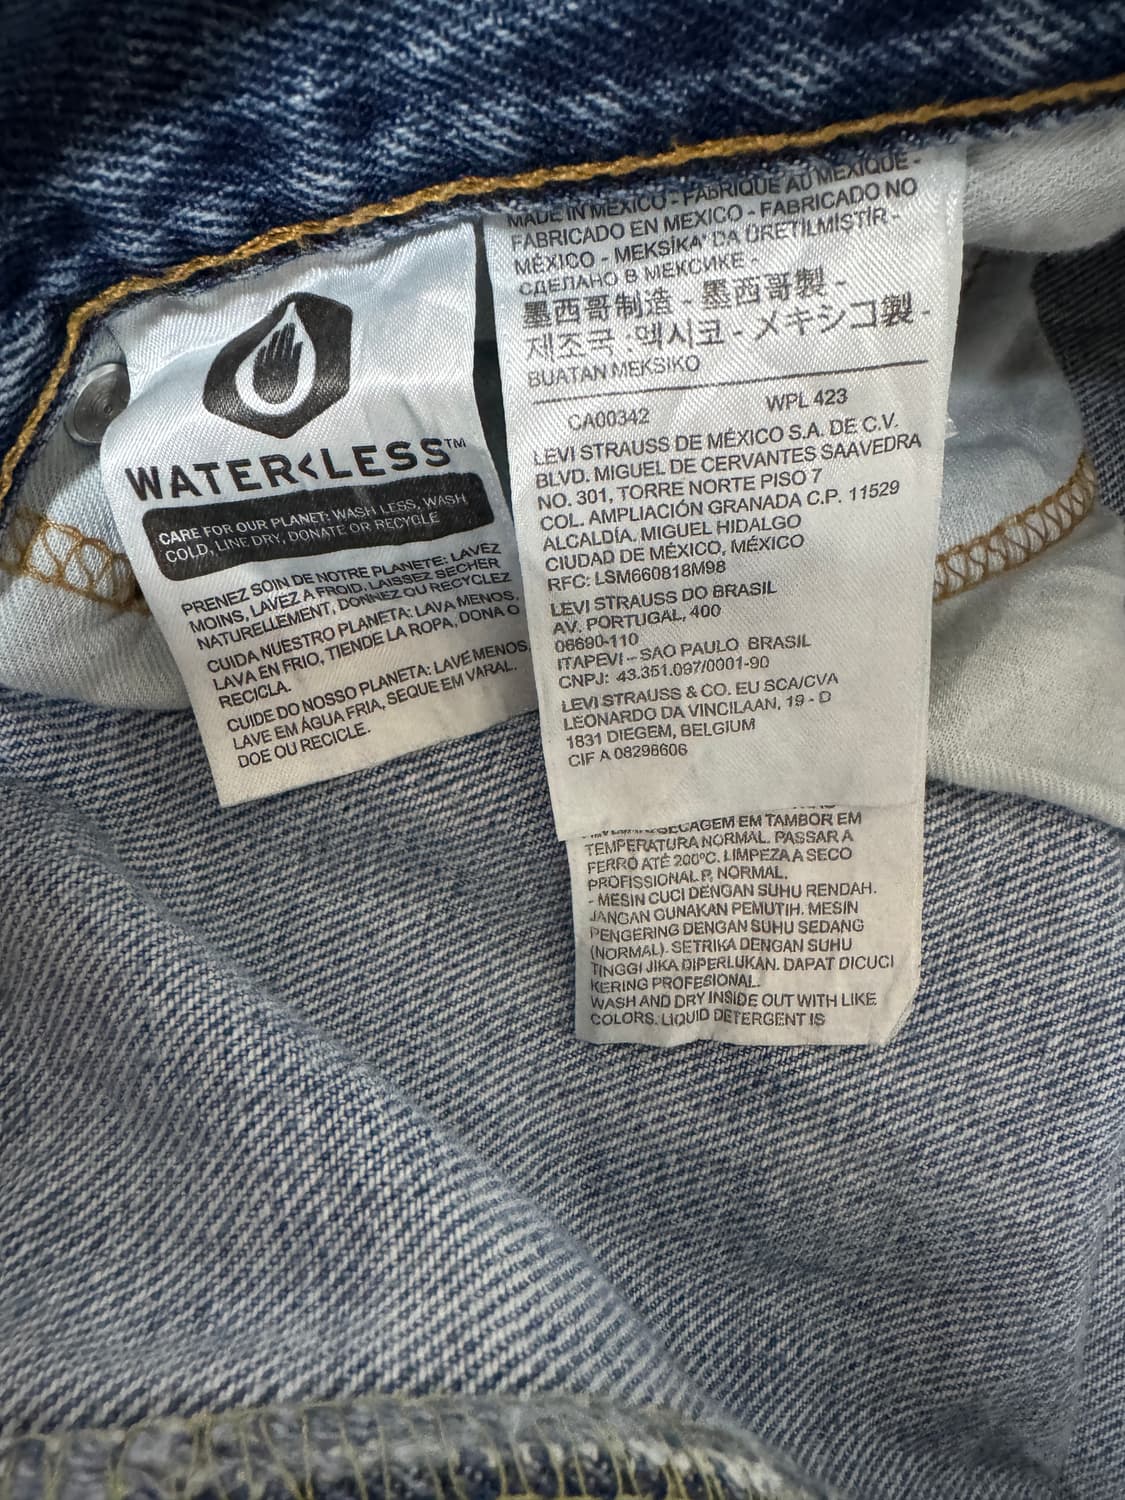 WATER<LESS™
CARE FOR OUR PLANET: WASH LESS, WASH
COLD, LINE DRY, DONATE OR RECYCLE
PRENEZ SOIN DE NOTRE PLANETE: LAVEZ
MOINS, LAVEZ A FROID, LAISSEZ SECHER
NATURELLEMENT, DONNEZ OU RECYCLEZ
CUIDA NUESTRO PLANETA: LAVA MENOS,
LAVA EN FRIO, TIENDE LA ROPA, DONA O
RECICLA.
CUIDE DO NOSSO PLANETA: LAVE MENOS,
LAVE EM ÁGUA FRIA, SEQUE EM VARAL.
DOE OU RECICLE.
MADE IN MEXICO - FABRIQUE AU MEXIQUE -
FABRICADO EN MEXICO - FABRICADO NO
MÉXICO - MEKSİKA' DA ÜRETİLMİŞTİR -
СДЕЛАНО В МЕКСИКЕ -
墨西哥制造 - 墨西哥製 -
제조국 ·멕시코 - メキシコ製 -
BUATAN MEKSIKO
CA00342 WPL 423
LEVI STRAUSS DE MÉXICO S.A. DE C.V.
BLVD. MIGUEL DE CERVANTES SAAVEDRA
NO. 301, TORRE NORTE PISO 7
COL. AMPLIACIÓN GRANADA C.P. 11529
ALCALDÍA, MIGUEL HIDALGO
CIUDAD DE MÉXICO, MÉXICO
RFC: LSM660818M98
LEVI STRAUSS DO BRASIL
AV. PORTUGAL, 400
06690-110
ITAPEVI - SAO PAULO BRASIL
CNPJ: 43.351.097/0001-90
LEVI STRAUSS & CO. EU SCA/CVA
LEONARDO DA VINCILAAN, 19 - D
1831 DIEGEM, BELGIUM
CIF A 08298606
SECAGEM EM TAMBOR EM
TEMPERATURA NORMAL. PASSAR A
FERRO ATÉ 200ºC. LIMPEZA A SECO
PROFISSIONAL P, NORMAL.
- MESIN CUCI DENGAN SUHU RENDAH.
JANGAN GUNAKAN PEMUTIH. MESIN
PENGERING DENGAN SUHU SEDANG
(NORMAL). SETRIKA DENGAN SUHU
TINGGI JIKA DIPERLUKAN. DAPAT DICUCI
KERING PROFESIONAL.
WASH AND DRY INSIDE OUT WITH LIKE
COLORS. LIQUID DETERGENT IS